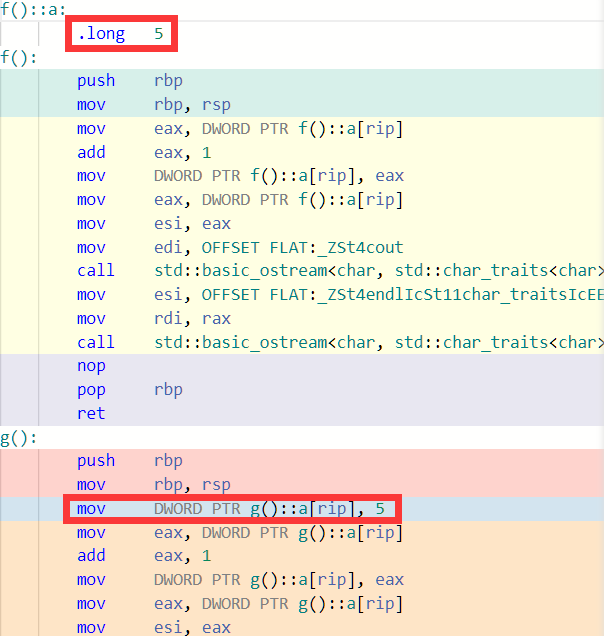 f()::a:
.long 5
f():
push rbp
mov rbp, rsp
mov eax, DWORD PTR f()::a[rip]
add eax, 1
mov DWORD PTR f()::a[rip], eax
mov eax, DWORD PTR f()::a[rip]
mov esi, eax
mov edi, OFFSET FLAT:_ZSt4cout
call std::basic_ostream<char, std::char_traits<char>
mov esi, OFFSET FLAT:_ZSt4endlIcSt11char_traitsIcEE
mov rdi, rax
call std::basic_ostream<char, std::char_traits<char>
nop
pop rbp
ret
g():
push rbp
mov rbp, rsp
mov DWORD PTR g()::a[rip], 5
mov eax, DWORD PTR g()::a[rip]
add eax, 1
mov DWORD PTR g()::a[rip], eax
mov eax, DWORD PTR g()::a[rip]
mov esi, eax